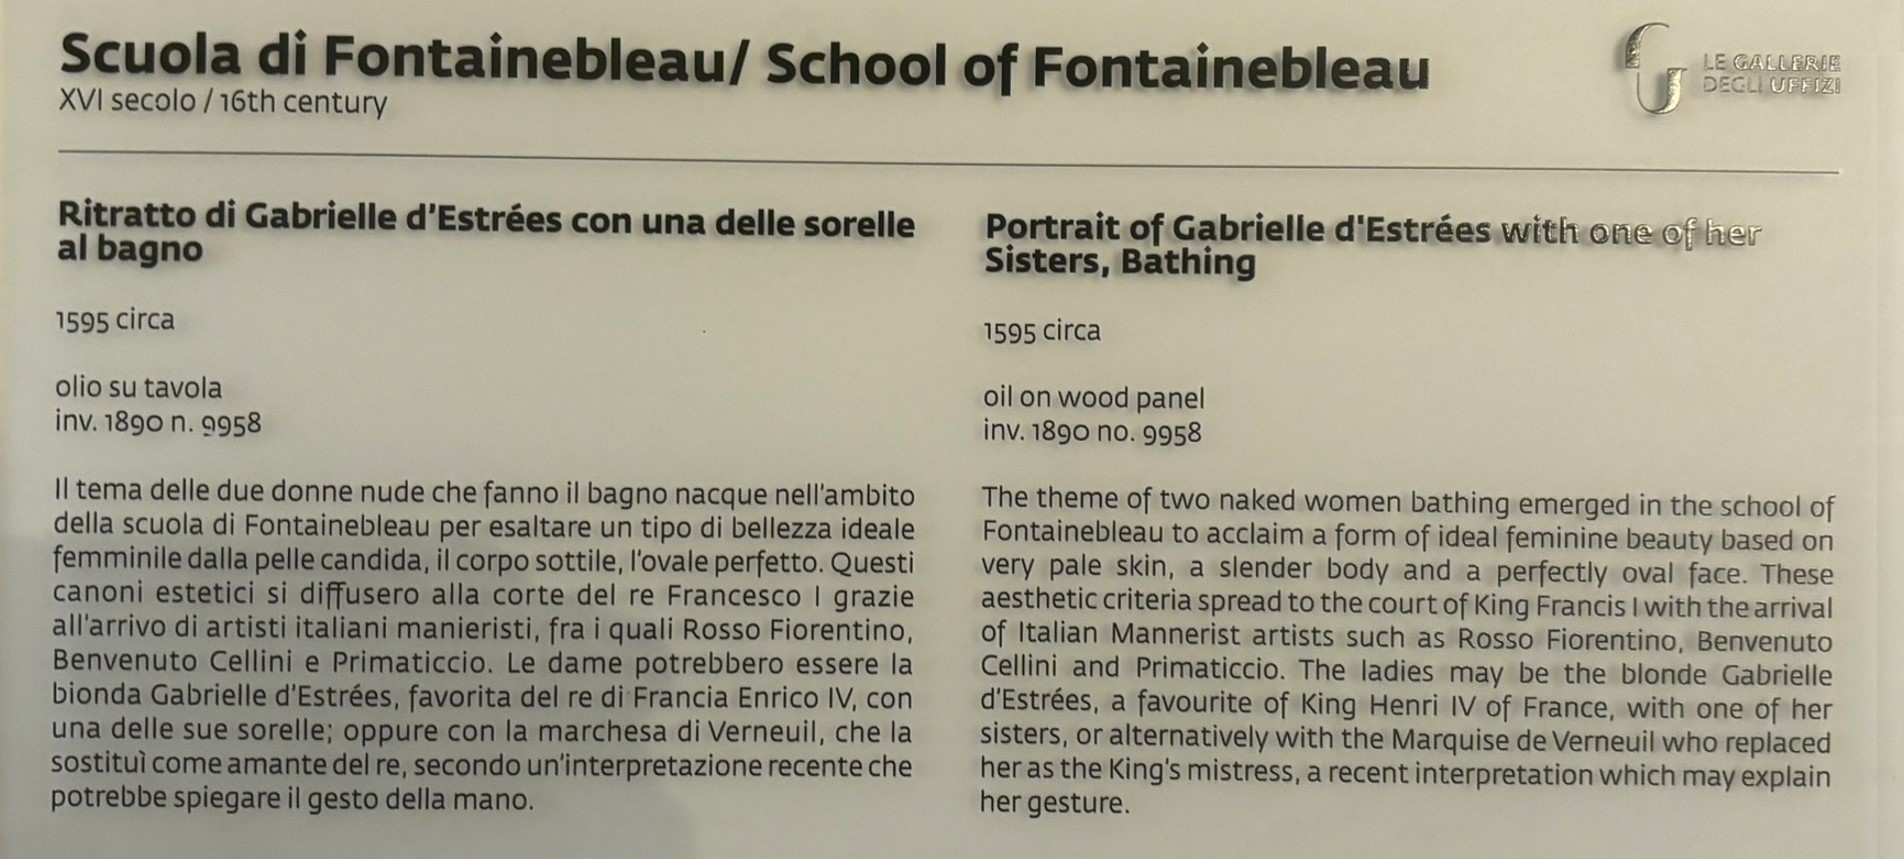 Scuola di Fontainebleau/ School of Fontainebleau
XVI secolo / 16th century
LE GALLERIE
DEGLI UFFIZI
Ritratto di Gabrielle d'Estrées con una delle sorelle
al bagno
1595 circa
olio su tavola
inv. 1890 n. 9958
Il tema delle due donne nude che fanno il bagno nacque nell'ambito
della scuola di Fontainebleau per esaltare un tipo di bellezza ideale
femminile dalla pelle candida, il corpo sottile, l'ovale perfetto. Questi
canoni estetici si diffusero alla corte del re Francesco I grazie
all'arrivo di artisti italiani manieristi, fra i quali Rosso Fiorentino,
Benvenuto Cellini e Primaticcio. Le dame potrebbero essere la
bionda Gabrielle d'Estrées, favorita del re di Francia Enrico IV, con
una delle sue sorelle; oppure con la marchesa di Verneuil, che la
sostituì come amante del re, secondo un'interpretazione recente che
potrebbe spiegare il gesto della mano.
Portrait of Gabrielle d'Estrées with one of her
Sisters, Bathing
1595 circa
oil on wood panel
inv. 1890 no. 9958
The theme of two naked women bathing emerged in the school of
Fontainebleau to acclaim a form of ideal feminine beauty based on
very pale skin, a slender body and a perfectly oval face. These
aesthetic criteria spread to the court of King Francis I with the arrival
of Italian Mannerist artists such as Rosso Fiorentino, Benvenuto
Cellini and Primaticcio. The ladies may be the blonde Gabrielle
d'Estrées, a favourite of King Henri IV of France, with one of her
sisters, or alternatively with the Marquise de Verneuil who replaced
her as the King's mistress, a recent interpretation which may explain
her gesture.